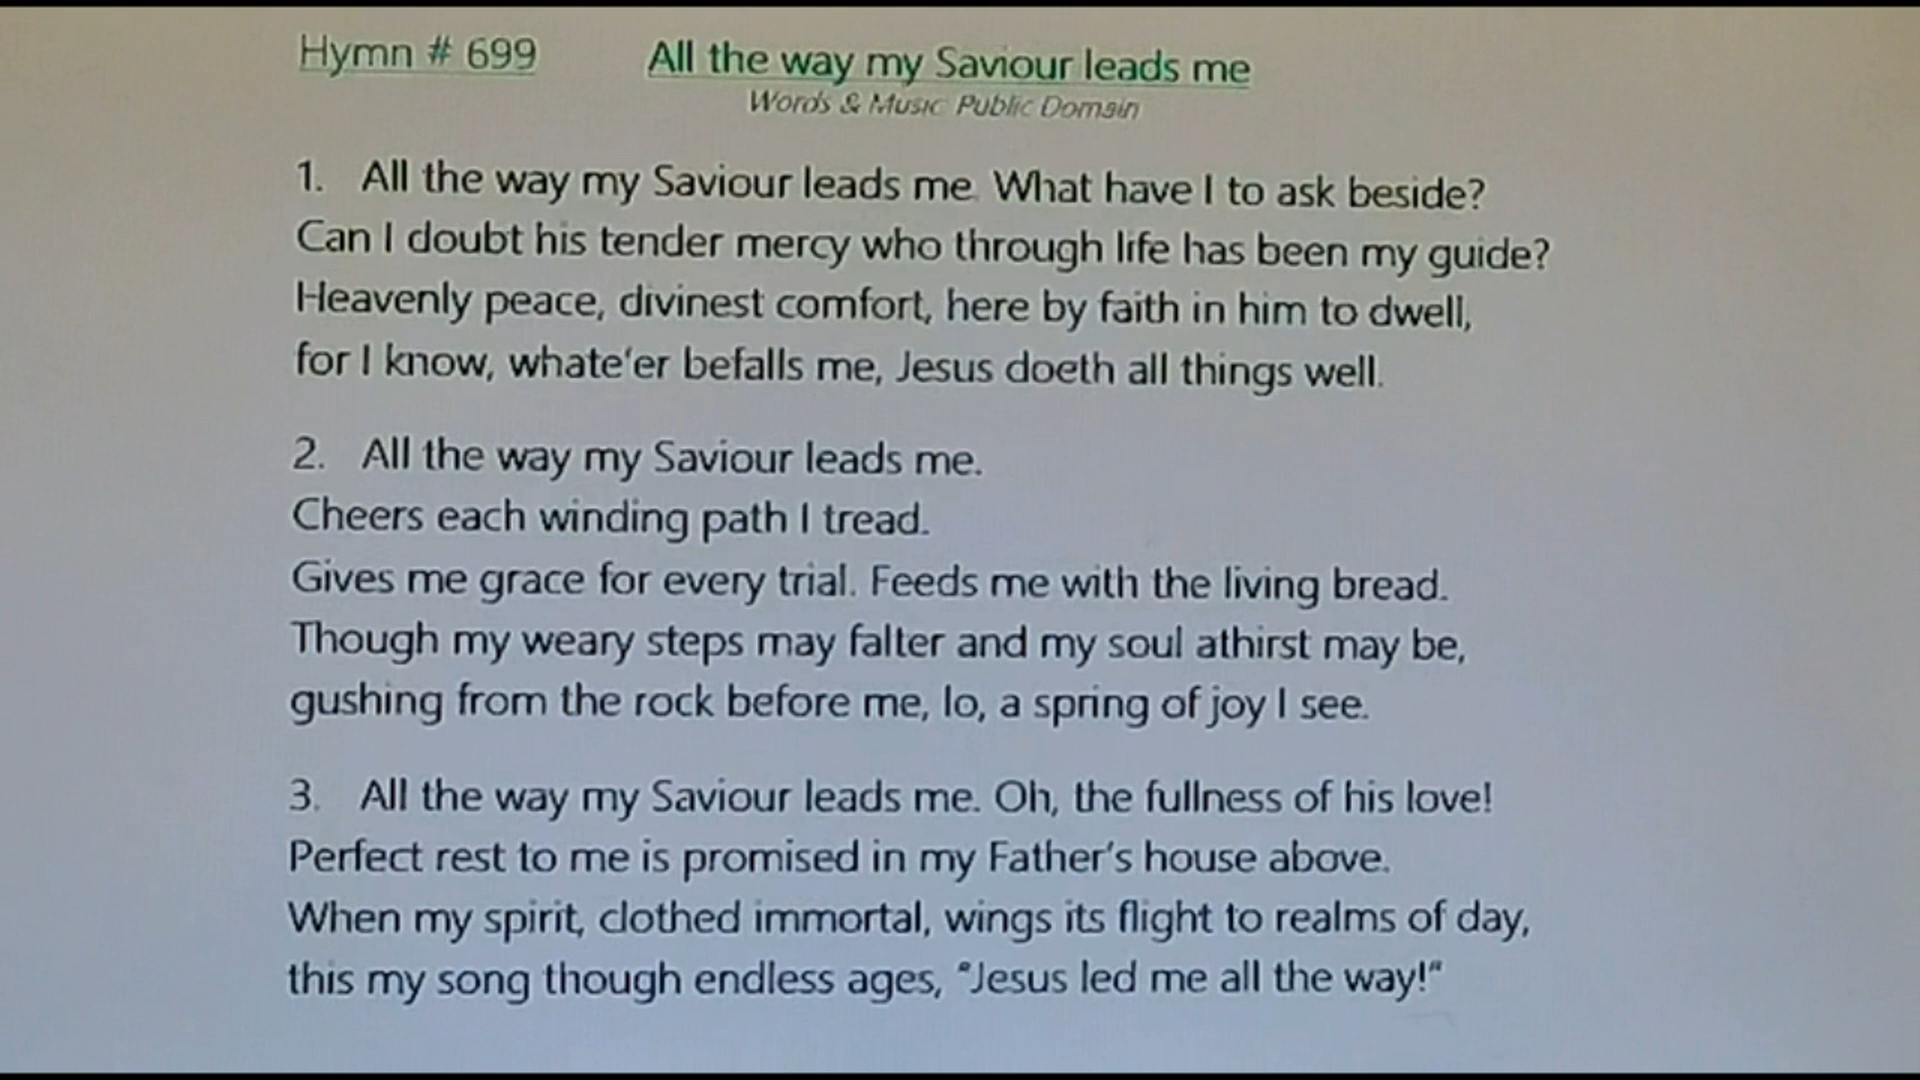 Hymn # 699 All the way my Saviour leads me
Words & Music Public Domain
1. All the way my Saviour leads me. What have I to ask beside?
Can I doubt his tender mercy who through life has been my guide?
Heavenly peace, divinest comfort, here by faith in him to dwell,
for I know, whate'er befalls me, Jesus doeth all things well.
2. All the way my Saviour leads me.
Cheers each winding path I tread.
Gives me grace for every trial. Feeds me with the living bread.
Though my weary steps may falter and my soul athirst may be,
gushing from the rock before me, lo, a spring of joy I see.
3. All the way my Saviour leads me. Oh, the fullness of his love!
Perfect rest to me is promised in my Father's house above.
When my spirit, clothed immortal, wings its flight to realms of day,
this my song though endless ages, "Jesus led me all the way!"